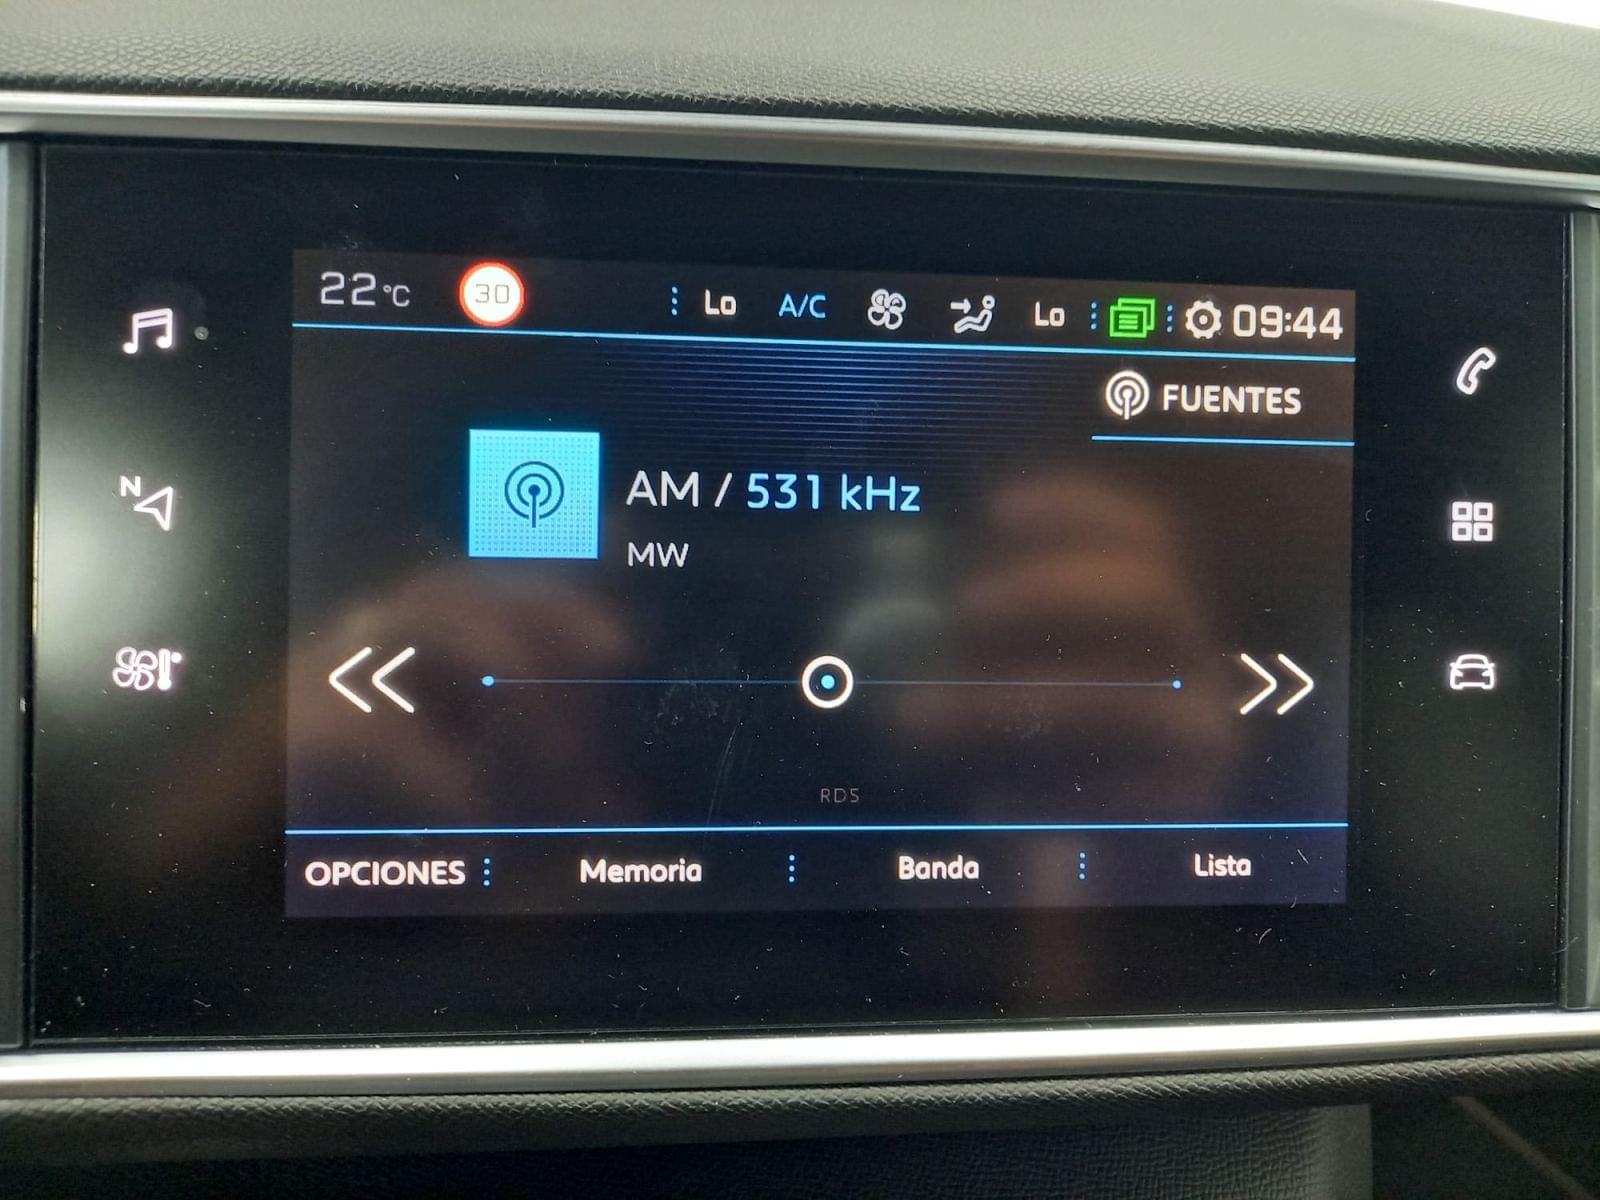 22°C 30 Lo A/C Lo 09:44
FUENTES
N
AM / 531 kHz
MW
RDS
OPCIONES Memoria Banda Lista